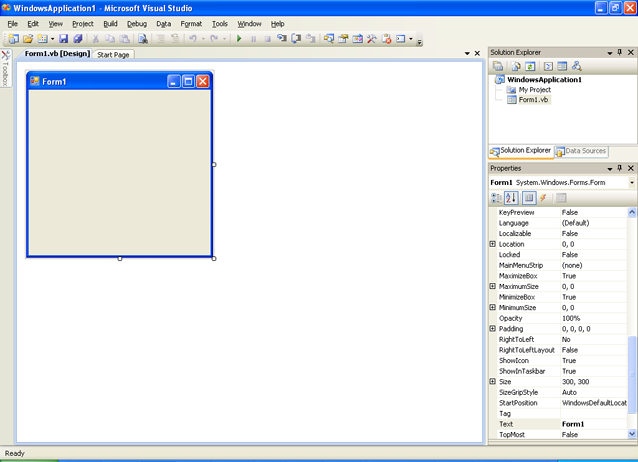 WindowsApplication1 - Microsoft Visual Studio
File Edit View Project Build Debug Data Format Tools Window Help
Form1.vb [Design] Start Page
Toolbox
Form1
Solution Explorer
WindowsApplication1
My Project
Form1.vb
Solution Explorer Data Sources
Properties
Form1 System.Windows.Forms.Form
KeyPreview False
Language (Default)
Localizable False
Location 0, 0
Locked False
MainMenuStrip (none)
MaximizeBox True
MaximumSize 0, 0
MinimizeBox True
MinimumSize 0, 0
Opacity 100%
Padding 0, 0, 0, 0
RightToLeft No
RightToLeftLayout False
ShowIcon True
ShowInTaskbar True
Size 300, 300
SizeGripStyle Auto
StartPosition WindowsDefaultLocat
Tag
Text Form1
TopMost False
Ready